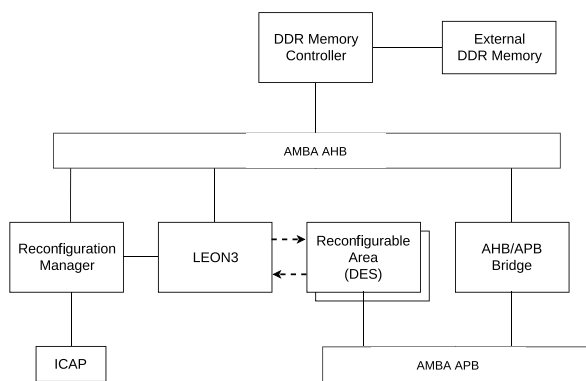 DDR Memory
Controller
External
DDR Memory
AMBA AHB
Reconfiguration
Manager
LEON3
Reconfigurable
Area
(DES)
AHB/APB
Bridge
ICAP
AMBA APB